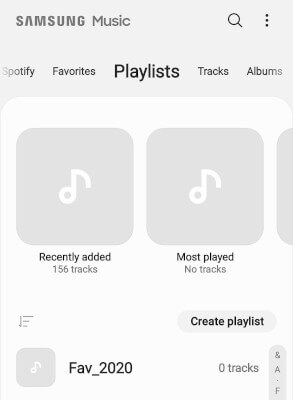 SAMSUNG Music
Spotify Favorites Playlists Tracks Albums
Recently added Most played
156 tracks No tracks
Create playlist
Fav_2020 0 tracks
&
A
·
F